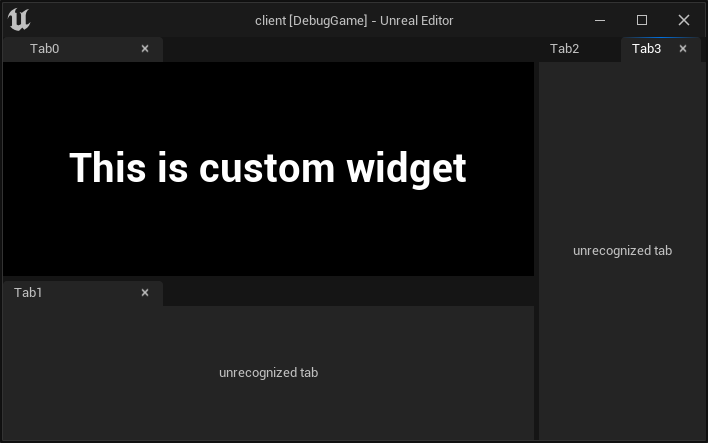 client [DebugGame] - Unreal Editor
Tab0
This is custom widget
Tab1
unrecognized tab
Tab2 Tab3
unrecognized tab